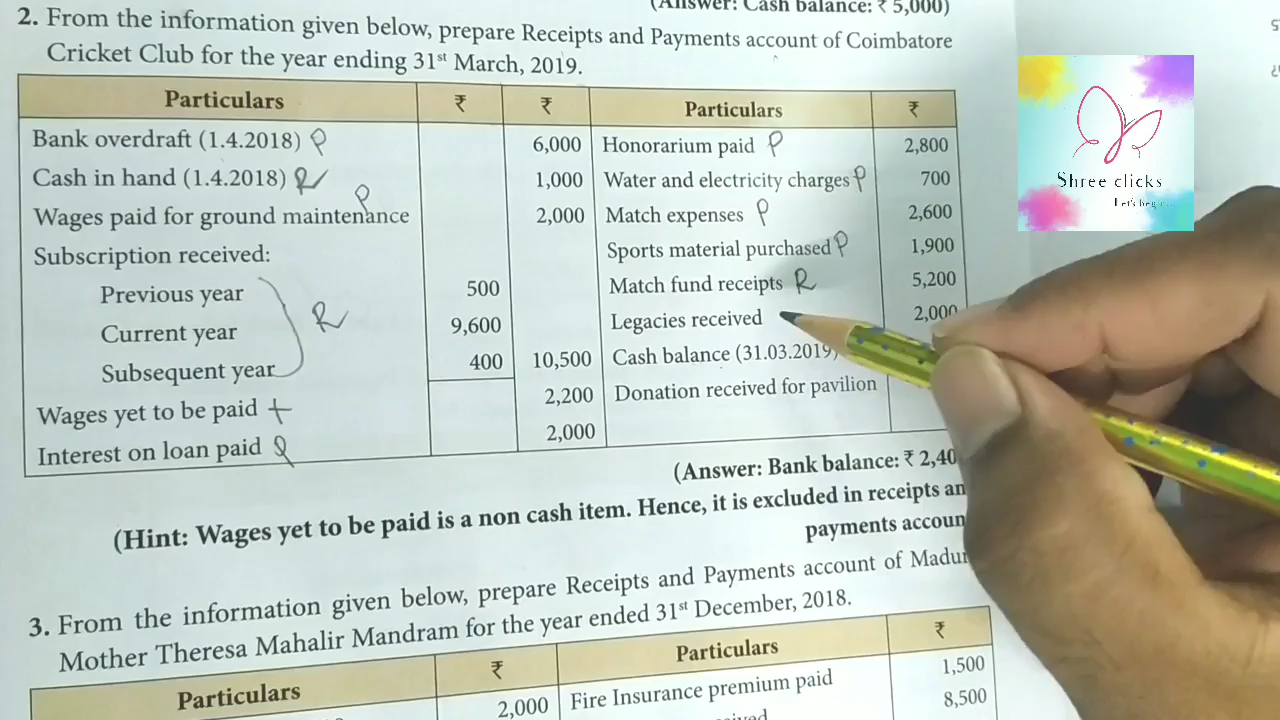 (Answer: Cash balance: ₹ 5,000)
2. From the information given below, prepare Receipts and Payments account of Coimbatore
Cricket Club for the year ending 31st March, 2019.
Particulars ₹ ₹ Particulars ₹
Bank overdraft (1.4.2018) P 6,000 Honorarium paid P 2,800
Cash in hand (1.4.2018) R 1,000 Water and electricity charges P 700
Wages paid for ground maintenance P 2,000 Match expenses P 2,600
Subscription received: Sports material purchased P 1,900
Previous year 500 Match fund receipts R 5,200
Current year R 9,600 Legacies received 2,000
Subsequent year 400 10,500 Cash balance (31.03.2019)
Wages yet to be paid + 2,200 Donation received for pavilion
Interest on loan paid P 2,000
(Answer: Bank balance: ₹ 2,40
(Hint: Wages yet to be paid is a non cash item. Hence, it is excluded in receipts an
payments accoun
3. From the information given below, prepare Receipts and Payments account of Madu
Mother Theresa Mahalir Mandram for the year ended 31st December, 2018.
Particulars ₹ Particulars ₹
2,000 Fire Insurance premium paid 1,500
8,500
Shree clicks
Let's begin